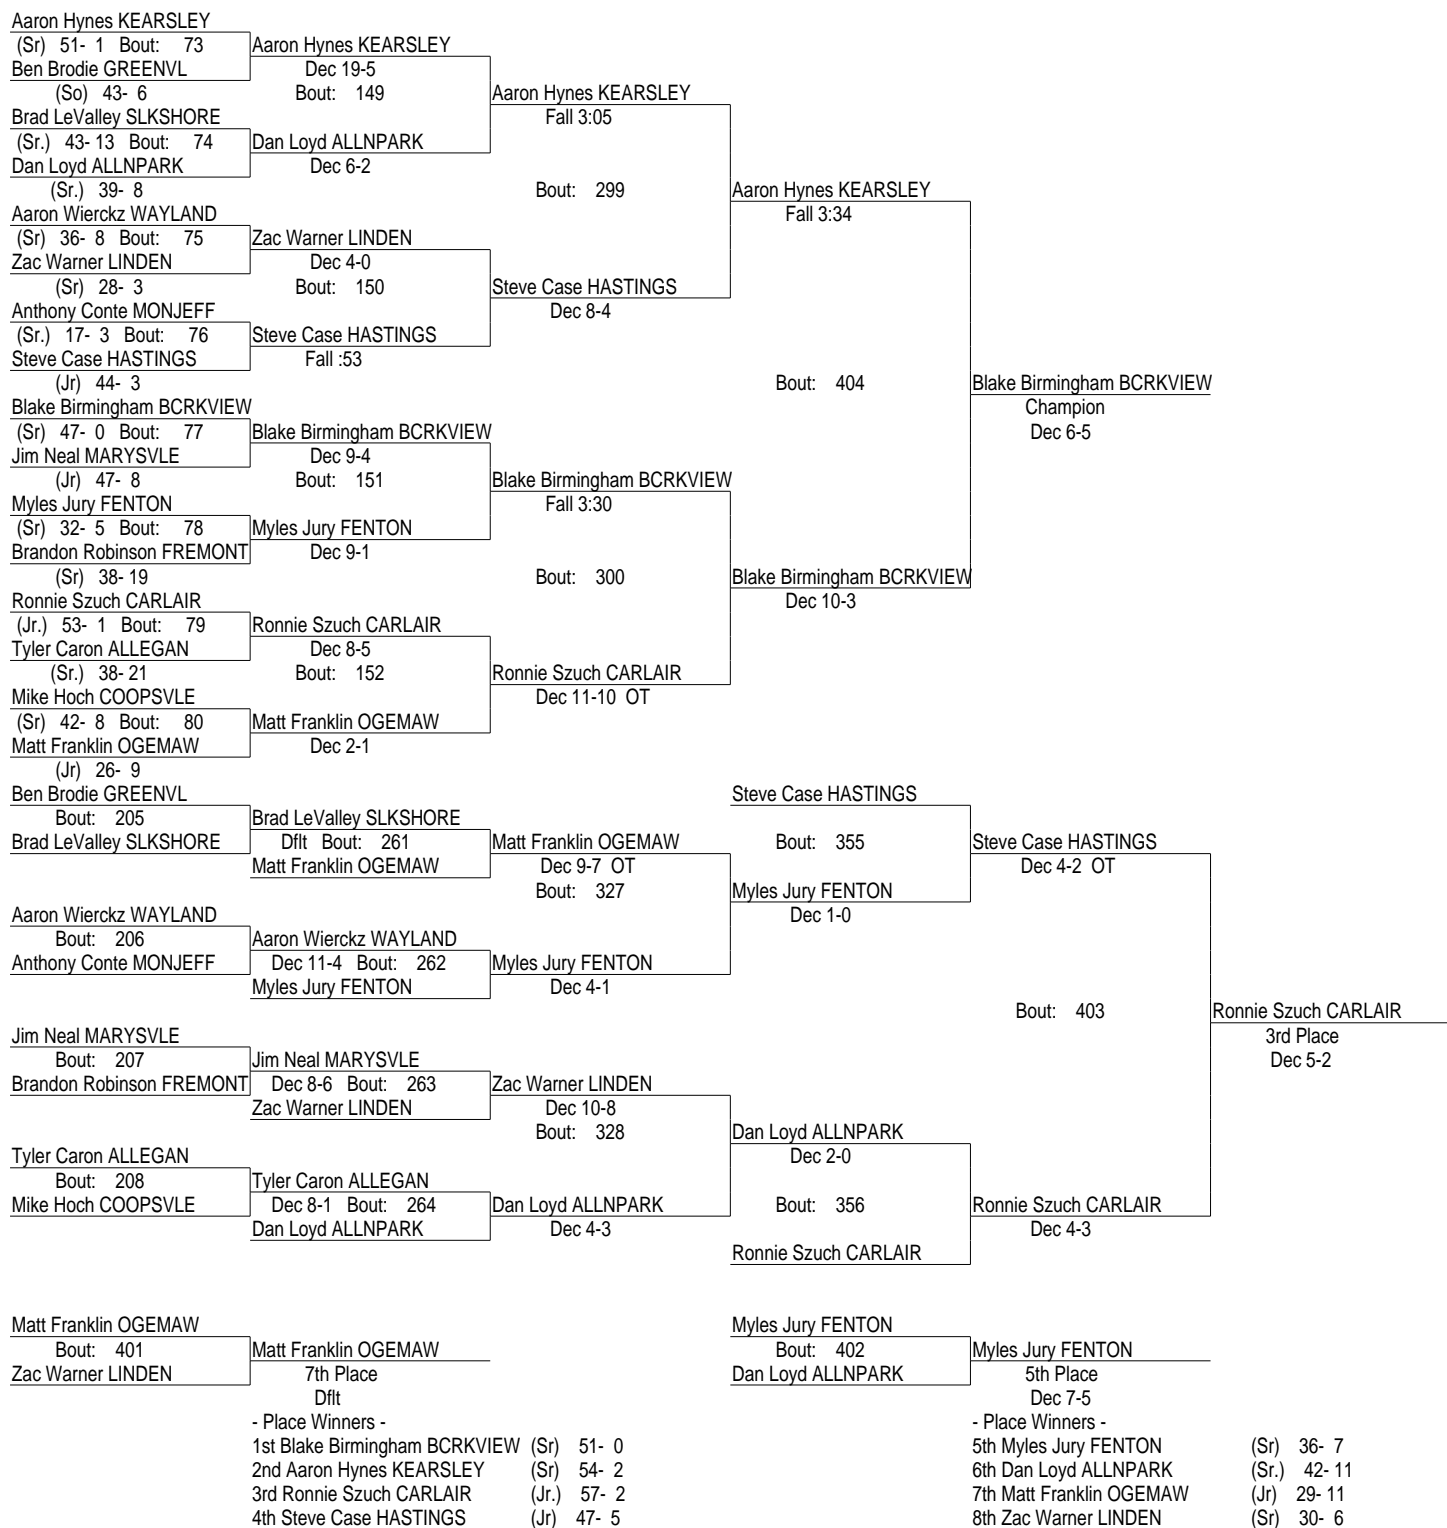 Aaron Hynes KEARSLEY
(Sr) 51- 1 Bout: 73 Aaron Hynes KEARSLEY
Ben Brodie GREENVL Dec 19-5
(So) 43- 6 Bout: 149 Aaron Hynes KEARSLEY
Brad LeValley SLKSHORE Fall 3:05
(Sr.) 43- 13 Bout: 74 Dan Loyd ALLNPARK
Dan Loyd ALLNPARK Dec 6-2
(Sr.) 39- 8 Bout: 299 Aaron Hynes KEARSLEY
Aaron Wierckz WAYLAND Fall 3:34
(Sr) 36- 8 Bout: 75 Zac Warner LINDEN
Zac Warner LINDEN Dec 4-0
(Sr) 28- 3 Bout: 150 Steve Case HASTINGS
Anthony Conte MONJEFF Dec 8-4
(Sr.) 17- 3 Bout: 76 Steve Case HASTINGS
Steve Case HASTINGS Fall :53
(Jr) 44- 3 Bout: 404 Blake Birmingham BCRKVIEW
Blake Birmingham BCRKVIEW Champion
(Sr) 47- 0 Bout: 77 Blake Birmingham BCRKVIEW Dec 6-5
Jim Neal MARYSVLE Dec 9-4
(Jr) 47- 8 Bout: 151 Blake Birmingham BCRKVIEW
Myles Jury FENTON Fall 3:30
(Sr) 32- 5 Bout: 78 Myles Jury FENTON
Brandon Robinson FREMONT Dec 9-1
(Sr) 38- 19 Bout: 300 Blake Birmingham BCRKVIEW
Ronnie Szuch CARLAIR Dec 10-3
(Jr.) 53- 1 Bout: 79 Ronnie Szuch CARLAIR
Tyler Caron ALLEGAN Dec 8-5
(Sr.) 38- 21 Bout: 152 Ronnie Szuch CARLAIR
Mike Hoch COOPSVLE Dec 11-10 OT
(Sr) 42- 8 Bout: 80 Matt Franklin OGEMAW
Matt Franklin OGEMAW Dec 2-1
(Jr) 26- 9
Ben Brodie GREENVL Steve Case HASTINGS
Bout: 205 Brad LeValley SLKSHORE
Brad LeValley SLKSHORE Dflt Bout: 261 Matt Franklin OGEMAW Bout: 355 Steve Case HASTINGS
Matt Franklin OGEMAW Dec 9-7 OT Dec 4-2 OT
Bout: 327 Myles Jury FENTON
Aaron Wierckz WAYLAND Dec 1-0
Bout: 206 Aaron Wierckz WAYLAND
Anthony Conte MONJEFF Dec 11-4 Bout: 262 Myles Jury FENTON
Myles Jury FENTON Dec 4-1
Bout: 403 Ronnie Szuch CARLAIR
Jim Neal MARYSVLE 3rd Place
Bout: 207 Jim Neal MARYSVLE Dec 5-2
Brandon Robinson FREMONT Dec 8-6 Bout: 263 Zac Warner LINDEN
Zac Warner LINDEN Dec 10-8
Bout: 328 Dan Loyd ALLNPARK
Tyler Caron ALLEGAN Dec 2-0
Bout: 208 Tyler Caron ALLEGAN
Mike Hoch COOPSVLE Dec 8-1 Bout: 264 Dan Loyd ALLNPARK Bout: 356 Ronnie Szuch CARLAIR
Dan Loyd ALLNPARK Dec 4-3 Dec 4-3
Ronnie Szuch CARLAIR
Matt Franklin OGEMAW Myles Jury FENTON
Bout: 401 Matt Franklin OGEMAW Bout: 402 Myles Jury FENTON
Zac Warner LINDEN 7th Place Dan Loyd ALLNPARK 5th Place
Dflt Dec 7-5
- Place Winners - - Place Winners -
1st Blake Birmingham BCRKVIEW (Sr) 51- 0 5th Myles Jury FENTON (Sr) 36- 7
2nd Aaron Hynes KEARSLEY (Sr) 54- 2 6th Dan Loyd ALLNPARK (Sr.) 42- 11
3rd Ronnie Szuch CARLAIR (Jr.) 57- 2 7th Matt Franklin OGEMAW (Jr) 29- 11
4th Steve Case HASTINGS (Jr) 47- 5 8th Zac Warner LINDEN (Sr) 30- 6